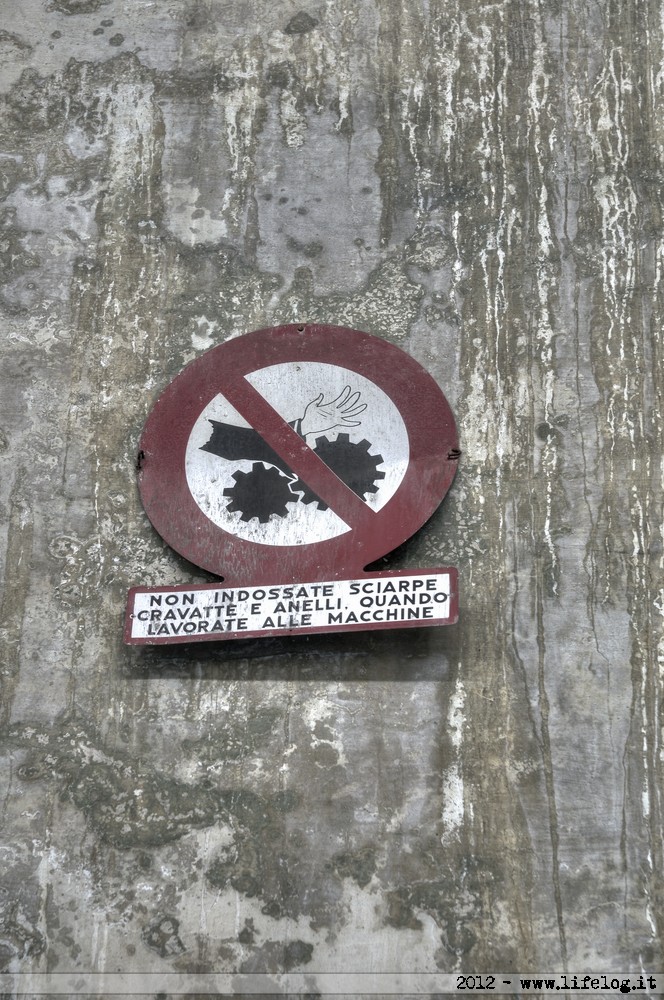 NON INDOSSATE SCIARPE
CRAVATTE E ANELLI, QUANDO
LAVORATE ALLE MACCHINE
2012 - www.lifelog.it